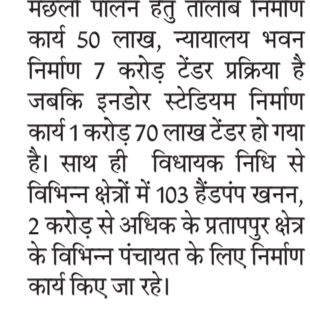 मछली पालन हेतु तालाब निर्माण
कार्य 50 लाख, न्यायालय भवन
निर्माण 7 करोड़ टेंडर प्रक्रिया है
जबकि इनडोर स्टेडियम निर्माण
कार्य 1 करोड़ 70 लाख टेंडर हो गया
है। साथ ही विधायक निधि से
विभिन्न क्षेत्रों में 103 हैंडपंप खनन,
2 करोड़ से अधिक के प्रतापपुर क्षेत्र
के विभिन्न पंचायत के लिए निर्माण
कार्य किए जा रहे।